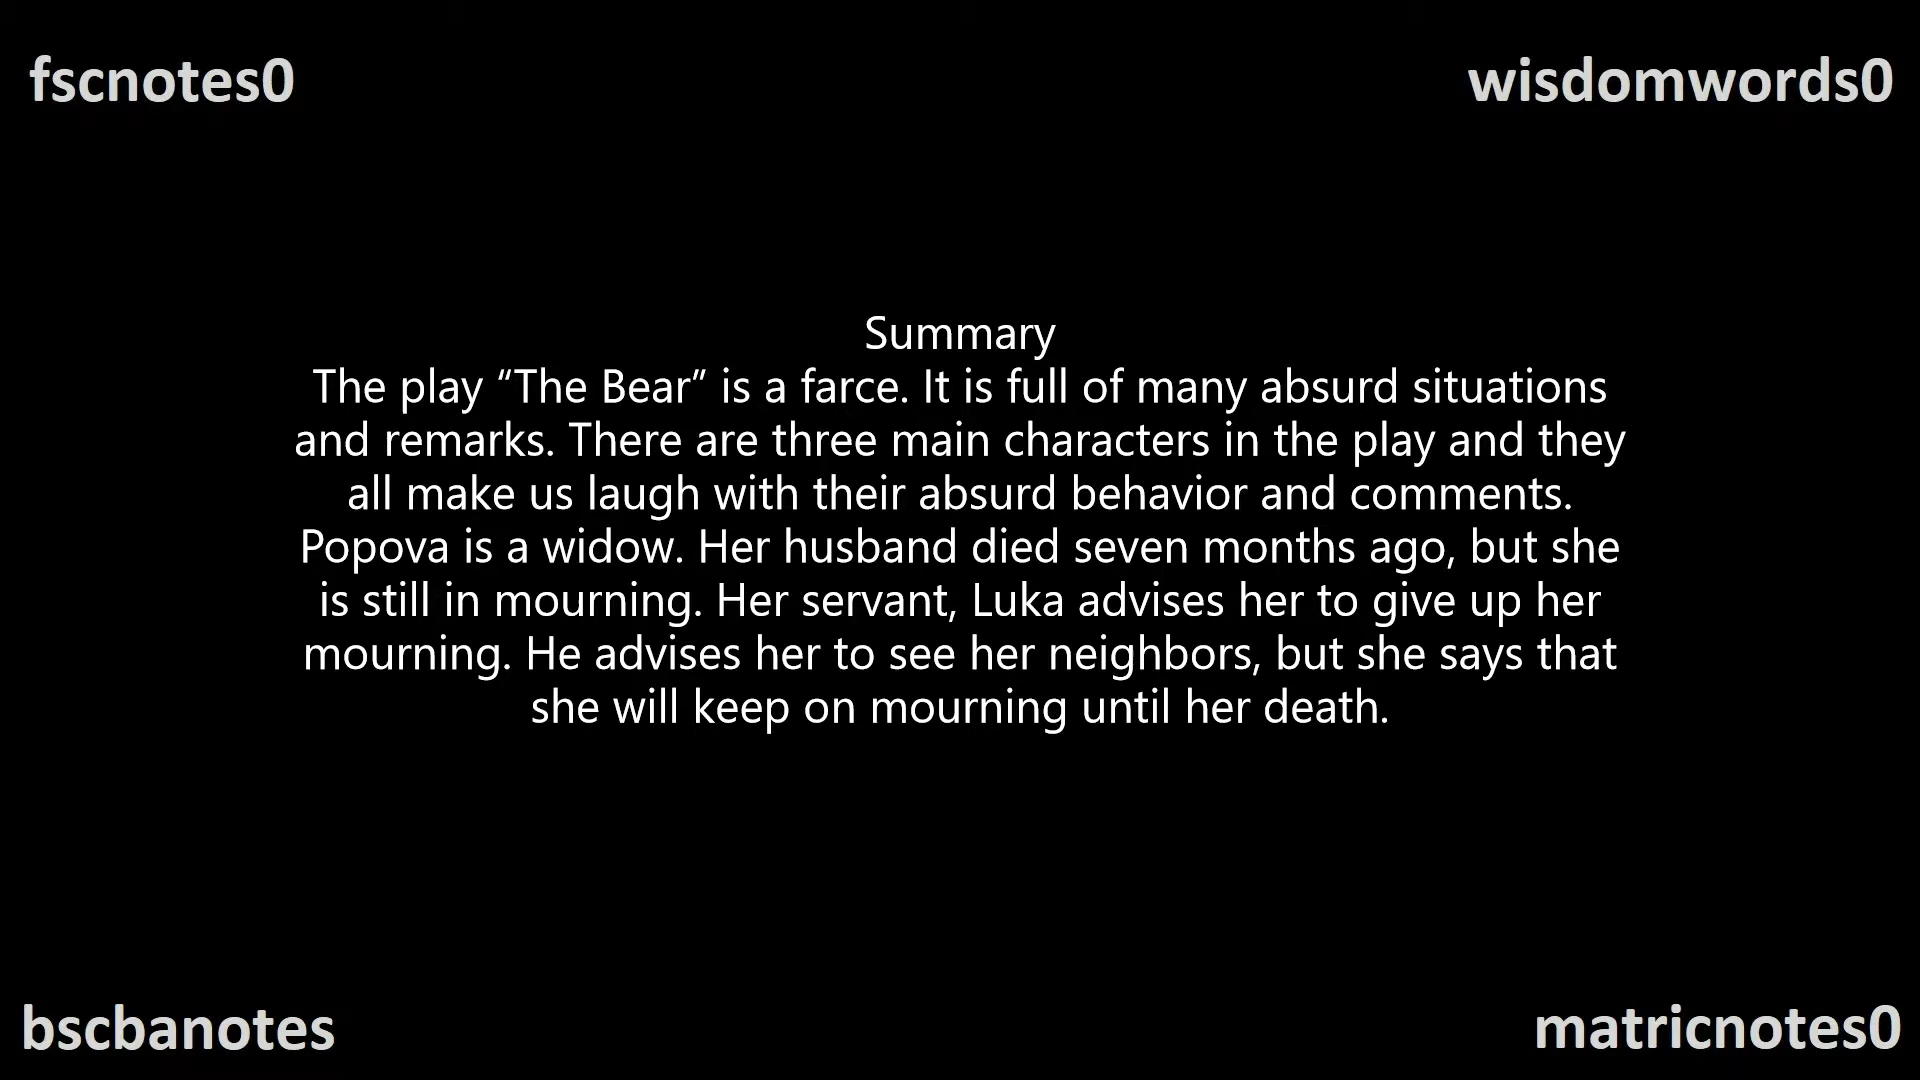 fscnotes0
wisdomwords0
Summary
The play “The Bear” is a farce. It is full of many absurd situations
and remarks. There are three main characters in the play and they
all make us laugh with their absurd behavior and comments.
Popova is a widow. Her husband died seven months ago, but she
is still in mourning. Her servant, Luka advises her to give up her
mourning. He advises her to see her neighbors, but she says that
she will keep on mourning until her death.
bscbanotes
matricnotes0